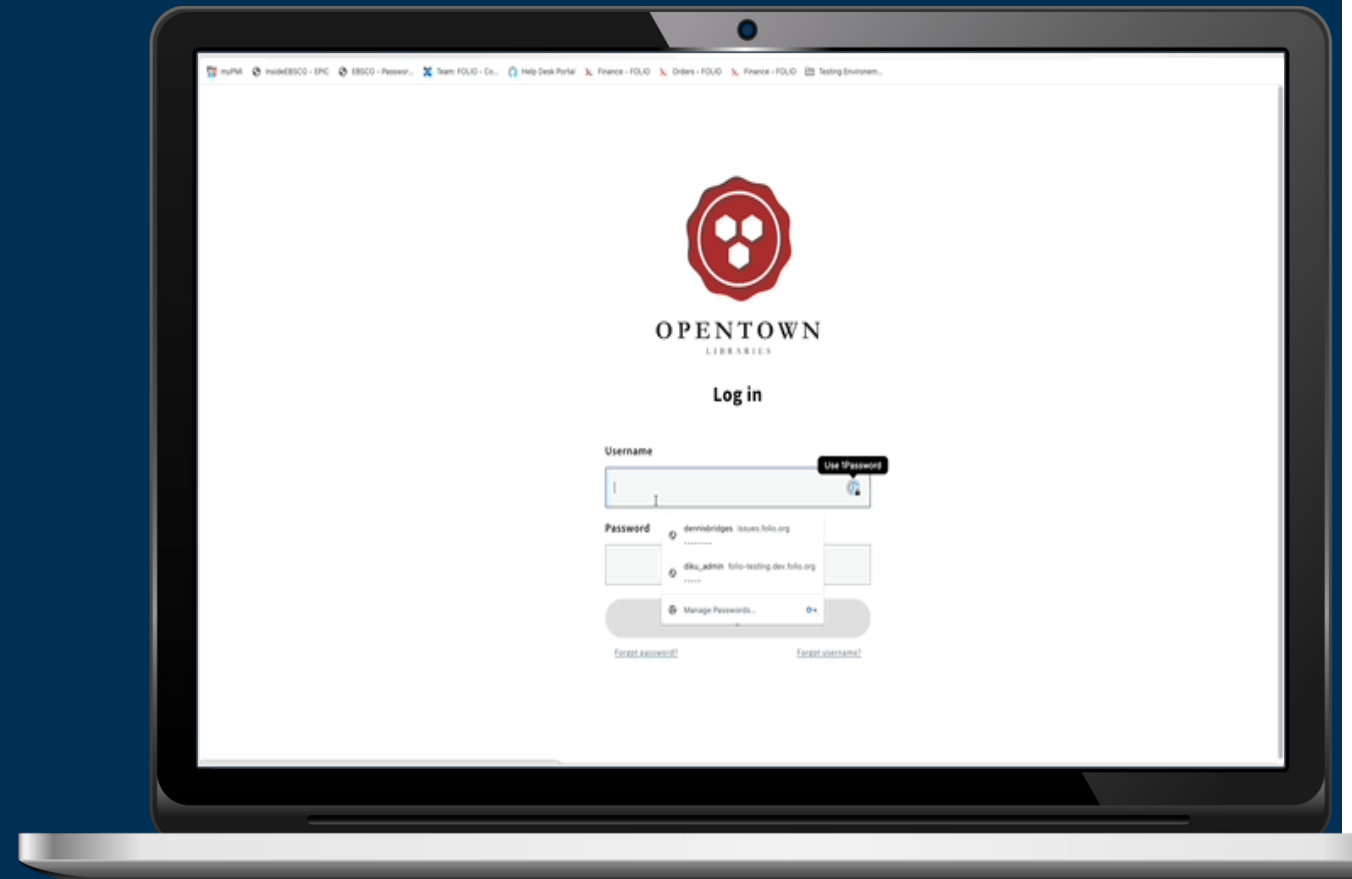 myPMI insideEBSCO - EPIC EBSCO - Passwor... Team: FOLIO - Co... Help Desk Portal Finance - FOLIO Orders - FOLIO Finance - FOLIO Testing Environem...
OPENTOWN
LIBRARIES
Log in
Username
Use 1Password
Password
dennisbridges issues.folio.org
········
diku_admin folio-testing.dev.folio.org
·····
Manage Passwords...
Forgot password? Forgot username?